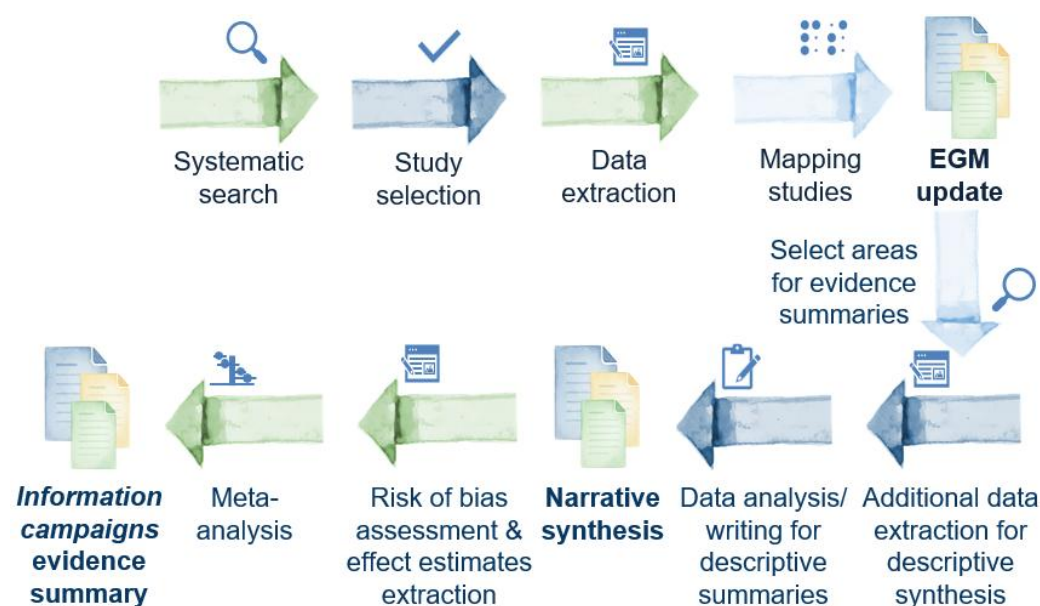 Systematic
search
Study
selection
Data
extraction
Mapping
studies
EGM
update
Select areas
for evidence
summaries
Additional data
extraction for
descriptive
synthesis
Data analysis/
writing for
descriptive
summaries
Narrative
synthesis
Risk of bias
assessment &
effect estimates
extraction
Meta-
analysis
Information
campaigns
evidence
summary